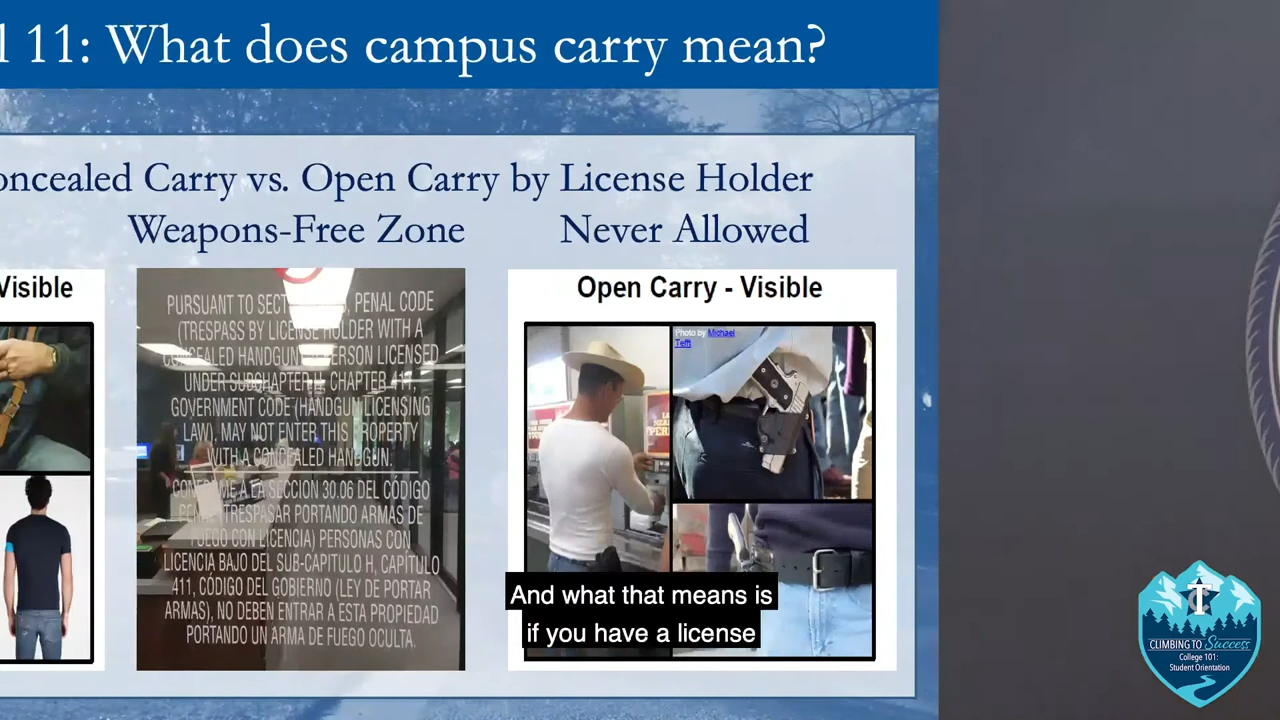 l 11: What does campus carry mean?
oncealed Carry vs. Open Carry by License Holder
Weapons-Free Zone
Never Allowed
Visible
PURSUANT TO SECT , PENAL CODE
(TRESPASS BY LICENSE HOLDER WITH A
CONCEALED HANDGUN) PERSON LICENSED
UNDER SUBCHAPTER H, CHAPTER 411,
GOVERNMENT CODE (HANDGUN LICENSING
LAW), MAY NOT ENTER THIS PROPERTY
WITH A CONCEALED HANDGUN.
CONFORME A LA SECCION 30.06 DEL CÓDIGO
PENAL (TRESPASAR PORTANDO ARMAS DE
FUEGO CON LICENCIA) PERSONAS CON
LICENCIA BAJO DEL SUB-CAPITULO H, CAPITULO
411, CÓDIGO DEL GOBIERNO (LEY DE PORTAR
ARMAS), NO DEBEN ENTRAR A ESTA PROPIEDAD
PORTANDO UN ARMA DE FUEGO OCULTA.
Open Carry - Visible
Photo by Michael
Tefft
And what that means is
if you have a license
CLIMBING TO Success
College 101:
Student Orientation